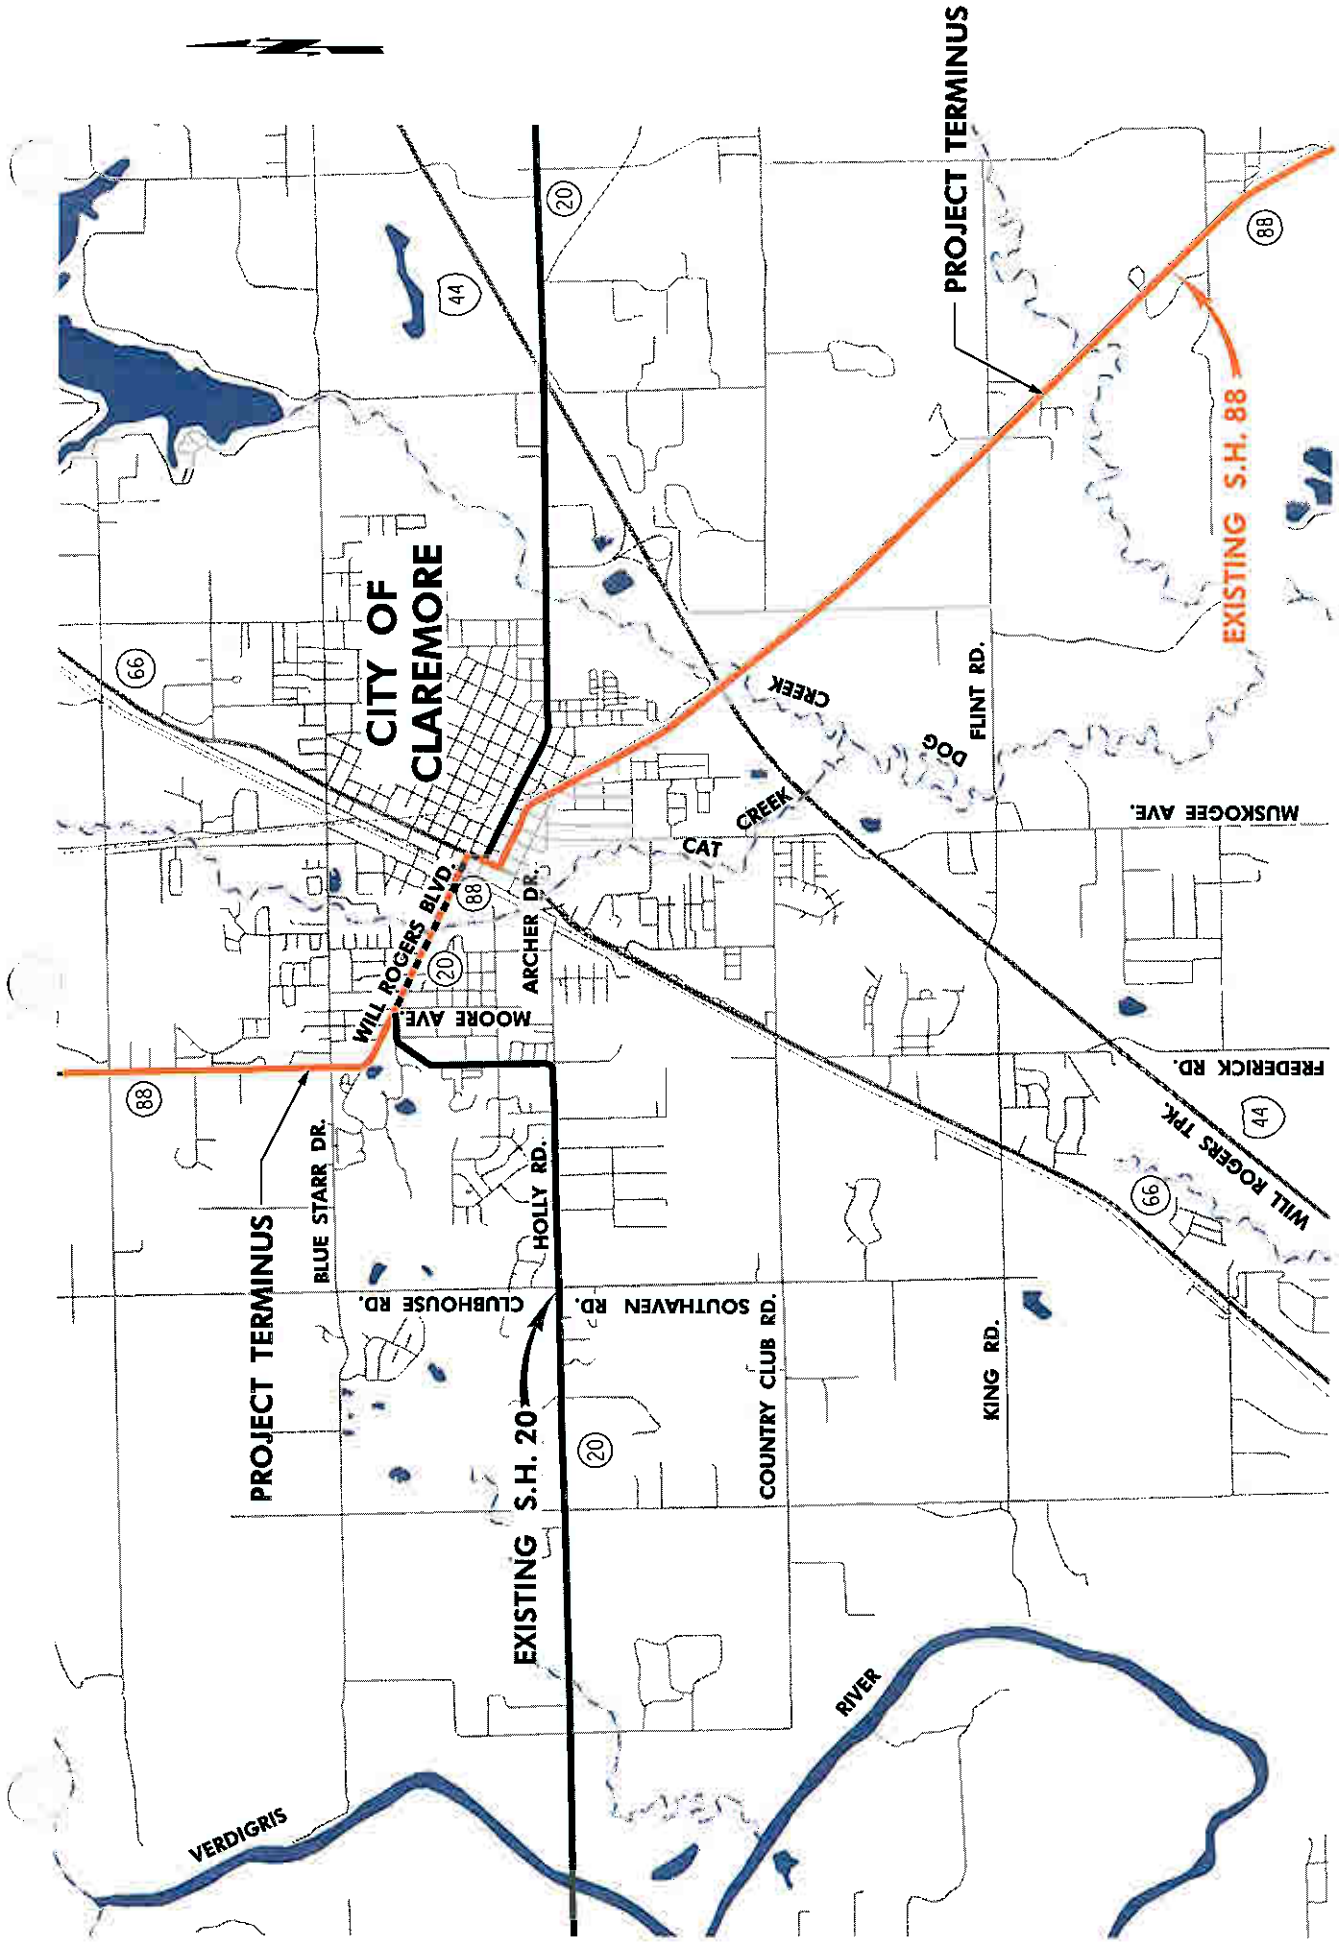 VERDIGRIS
RIVER
PROJECT TERMINUS
88
66
CITY OF
CLAREMORE
44
20
BLUE STARR DR.
WILL ROGERS BLVD.
88
20
MOORE AVE.
ARCHER DR.
CLUBHOUSE RD.
HOLLY RD.
EXISTING S.H. 20
20
SOUTHAVEN RD.
COUNTRY CLUB RD.
CAT
CREEK
DOG
CREEK
FLINT RD.
KING RD.
MUSKOGEE AVE.
FREDERICK RD.
WILL ROGERS TPK.
44
66
PROJECT TERMINUS
EXISTING S.H. 88
88